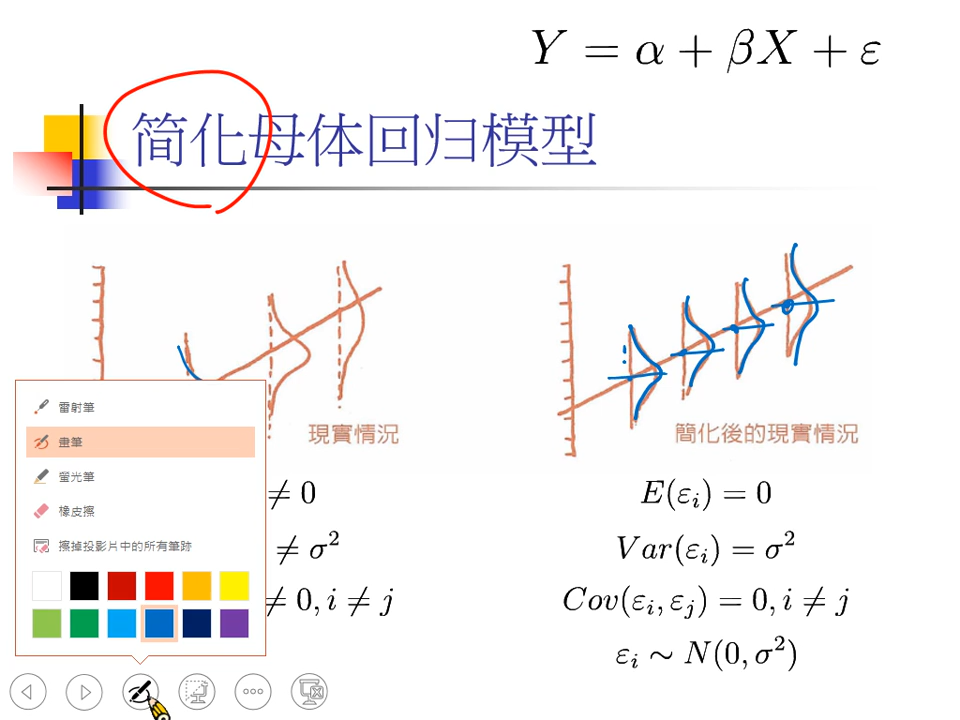 Y = α + βX + ε
简化母体回归模型
現實情況
簡化後的現實情況
≠ 0
E(εᵢ) = 0
≠ σ²
Var(εᵢ) = σ²
≠ 0, i ≠ j
Cov(εᵢ, εⱼ) = 0, i ≠ j
εᵢ ~ N(0, σ²)
雷射筆
畫筆
螢光筆
橡皮擦
擦掉投影片中的所有筆跡